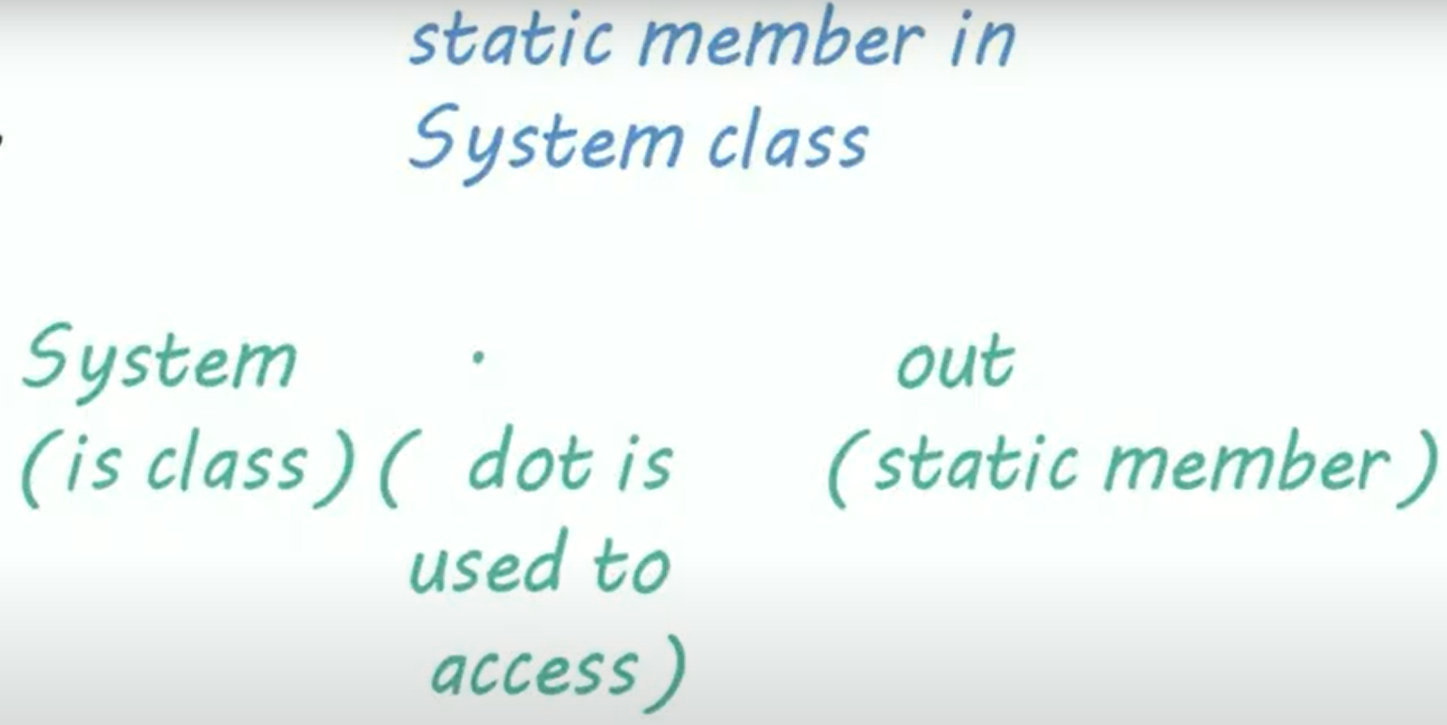 static member in
System class
System . out
(is class) ( dot is (static member)
used to
access)